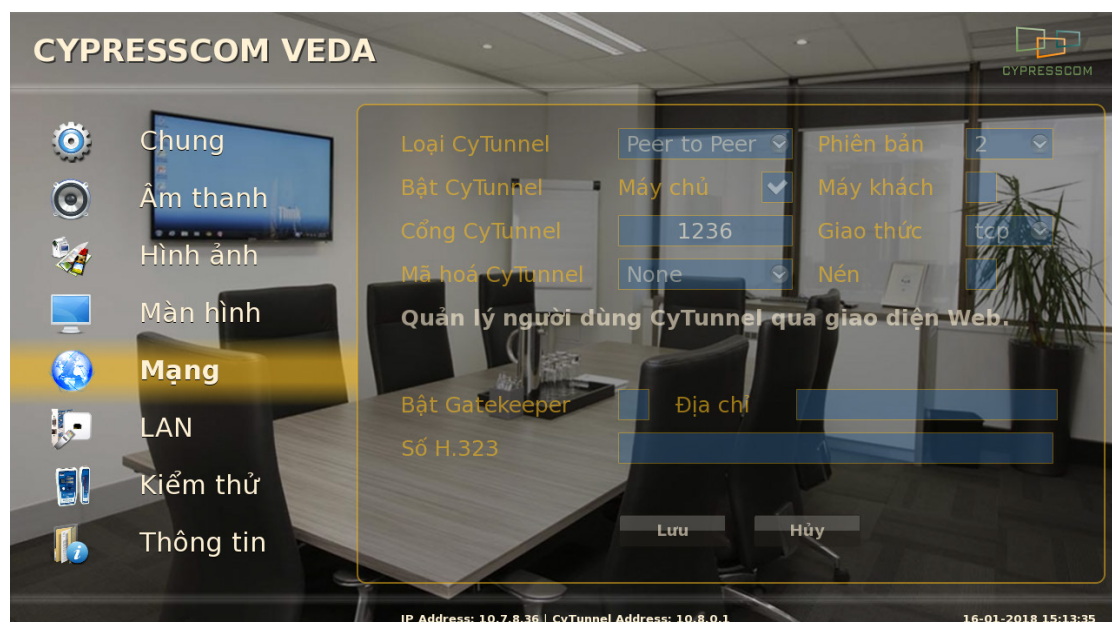 CYPRESSCOM VEDA
CYPRESSCOM
Chung
Âm thanh
Hình ảnh
Màn hình
Mạng
LAN
Kiểm thử
Thông tin
Loại CyTunnel Peer to Peer Phiên bản 2
Bật CyTunnel Máy chủ Máy khách
Cổng CyTunnel 1236 Giao thức tcp
Mã hoá CyTunnel None Nén
Quản lý người dùng CyTunnel qua giao diện Web.
Bật Gatekeeper Địa chỉ
Số H.323
Lưu Hủy
IP Address: 10.7.8.36 | CyTunnel Address: 10.8.0.1 16-01-2018 15:13:35